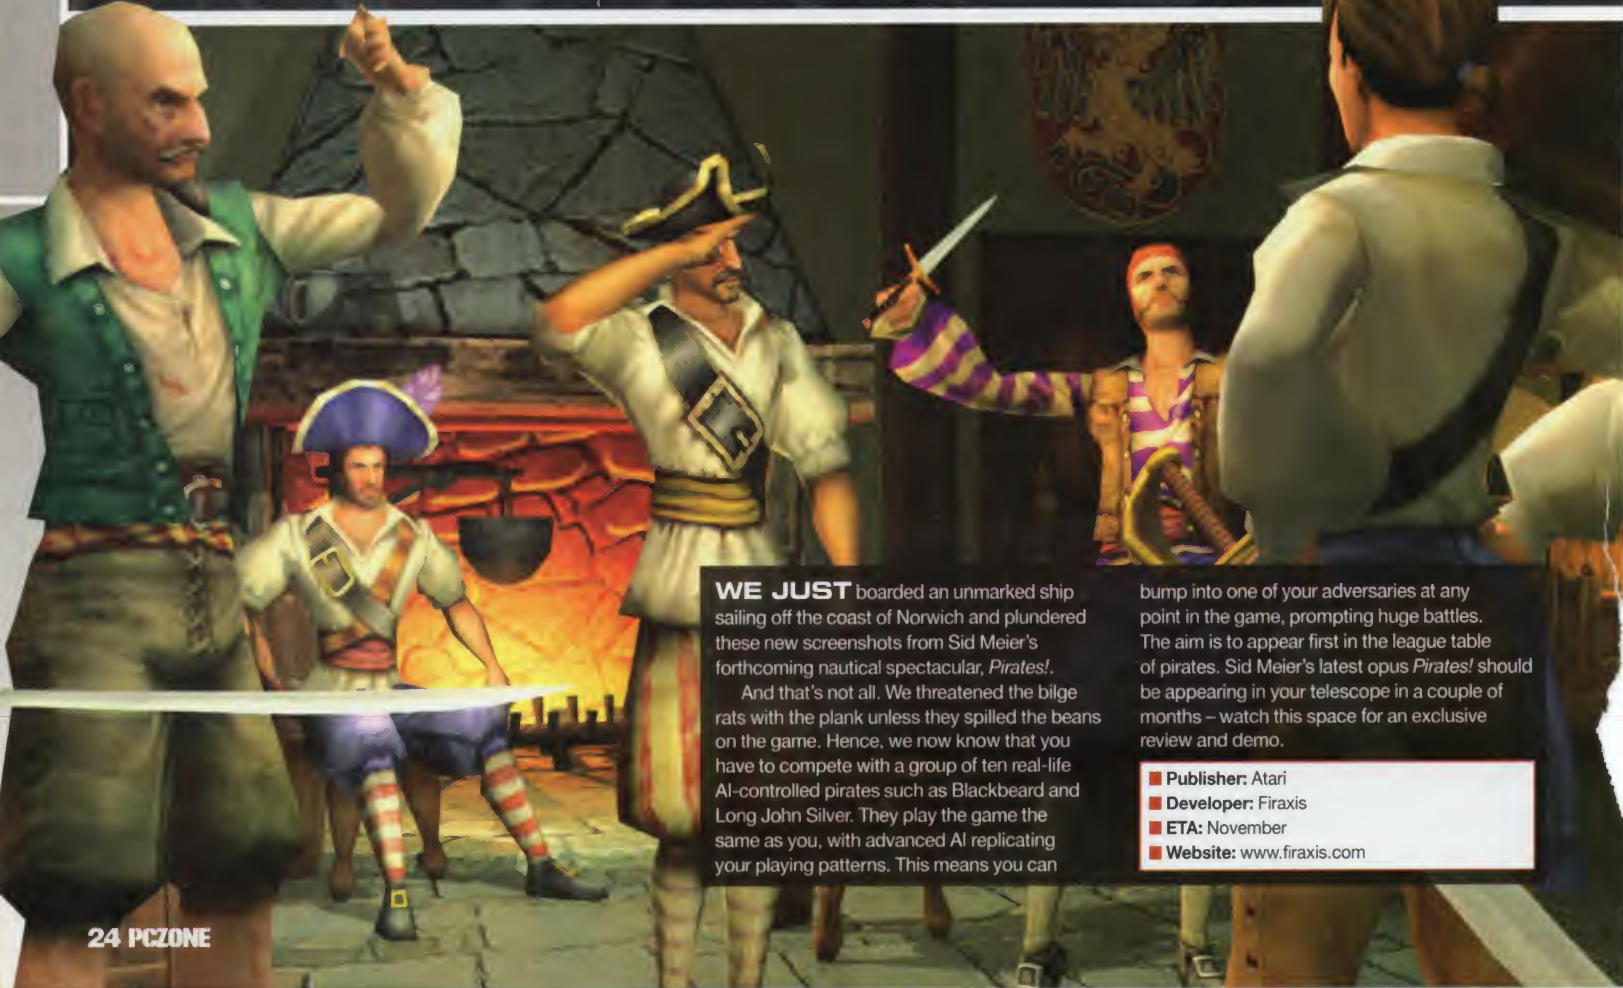 WE JUST boarded an unmarked ship
sailing off the coast of Norwich and plundered
these new screenshots from Sid Meier's
forthcoming nautical spectacular, Pirates!.
And that's not all. We threatened the bilge
rats with the plank unless they spilled the beans
on the game. Hence, we now know that you
have to compete with a group of ten real-life
AI-controlled pirates such as Blackbeard and
Long John Silver. They play the game the
same as you, with advanced AI replicating
your playing patterns. This means you can
bump into one of your adversaries at any
point in the game, prompting huge battles.
The aim is to appear first in the league table
of pirates. Sid Meier's latest opus Pirates! should
be appearing in your telescope in a couple of
months – watch this space for an exclusive
review and demo.
Publisher: Atari
Developer: Firaxis
ETA: November
Website: www.firaxis.com
24 PCZONE